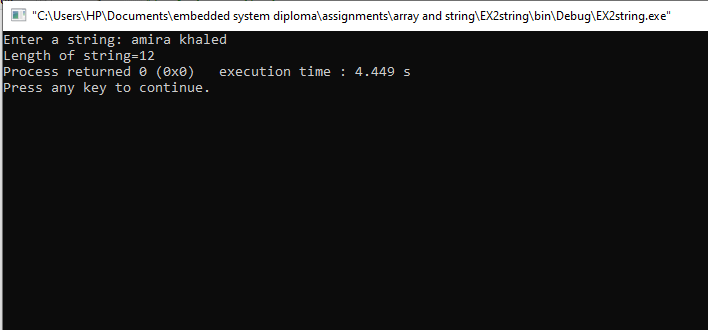 "C:\Users\HP\Documents\embedded system diploma\assignments\array and string\EX2string\bin\Debug\EX2string.exe"
Enter a string: amira khaled
Length of string=12
Process returned 0 (0x0)   execution time : 4.449 s
Press any key to continue.